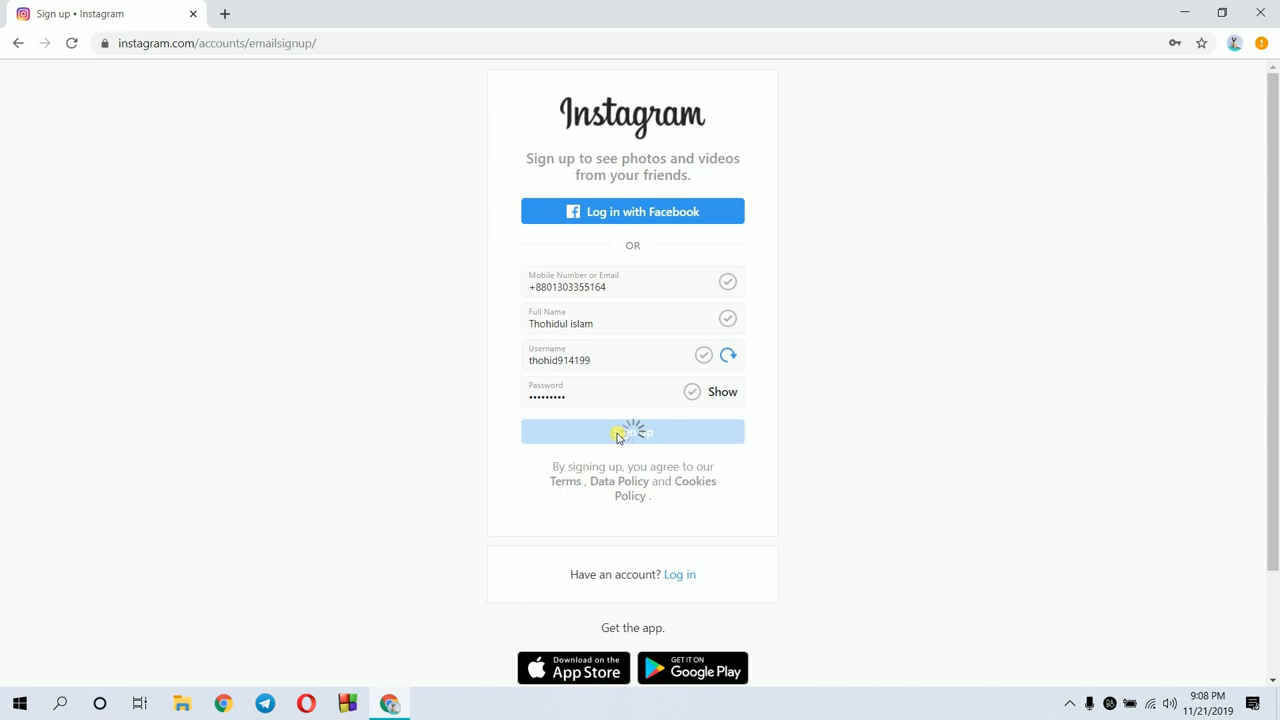 Sign up • Instagram
instagram.com/accounts/emailsignup/
Instagram
Sign up to see photos and videos
from your friends.
Log in with Facebook
OR
Mobile Number or Email
+8801303355164
Full Name
Thohidul islam
Username
thohid914199
Password
•••••••••
Show
By signing up, you agree to our
Terms , Data Policy and Cookies
Policy .
Have an account? Log in
Get the app.
Download on the
App Store
GET IT ON
Google Play
9:08 PM
11/21/2019